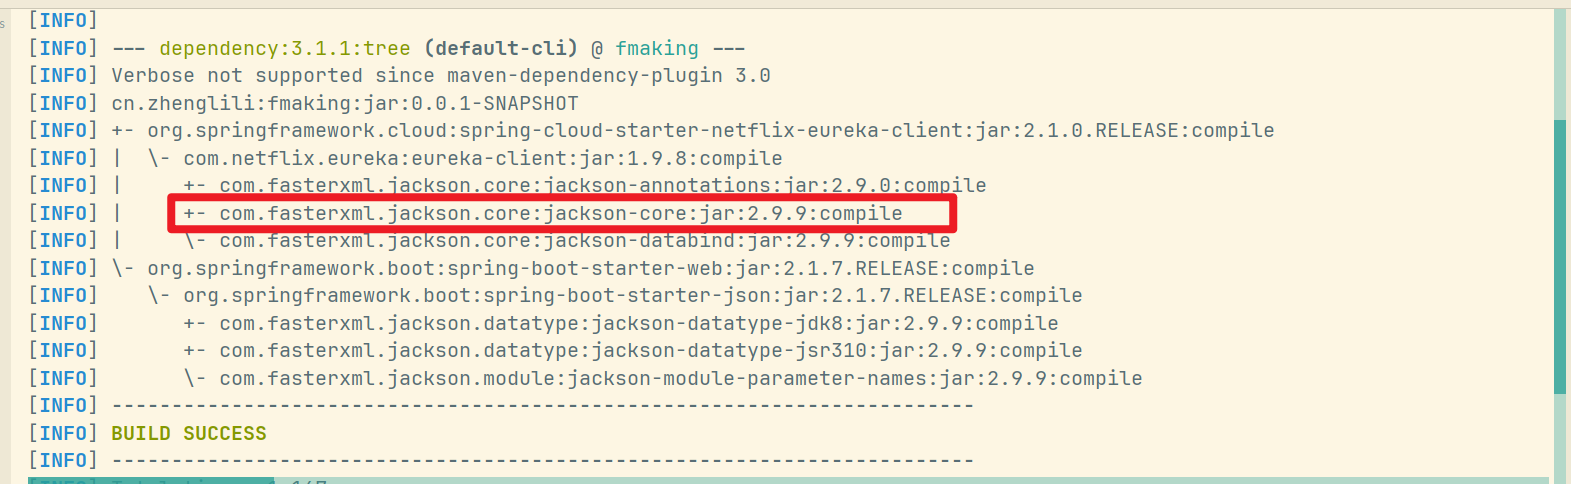 [INFO]
[INFO] --- dependency:3.1.1:tree (default-cli) @ fmaking ---
[INFO] Verbose not supported since maven-dependency-plugin 3.0
[INFO] cn.zhenglili:fmaking:jar:0.0.1-SNAPSHOT
[INFO] +- org.springframework.cloud:spring-cloud-starter-netflix-eureka-client:jar:2.1.0.RELEASE:compile
[INFO] |  \- com.netflix.eureka:eureka-client:jar:1.9.8:compile
[INFO] |     +- com.fasterxml.jackson.core:jackson-annotations:jar:2.9.0:compile
[INFO] |     +- com.fasterxml.jackson.core:jackson-core:jar:2.9.9:compile
[INFO] |     \- com.fasterxml.jackson.core:jackson-databind:jar:2.9.9:compile
[INFO] \- org.springframework.boot:spring-boot-starter-web:jar:2.1.7.RELEASE:compile
[INFO]    \- org.springframework.boot:spring-boot-starter-json:jar:2.1.7.RELEASE:compile
[INFO]       +- com.fasterxml.jackson.datatype:jackson-datatype-jdk8:jar:2.9.9:compile
[INFO]       +- com.fasterxml.jackson.datatype:jackson-datatype-jsr310:jar:2.9.9:compile
[INFO]       \- com.fasterxml.jackson.module:jackson-module-parameter-names:jar:2.9.9:compile
[INFO] ------------------------------------------------------------------------
[INFO] BUILD SUCCESS
[INFO] ------------------------------------------------------------------------